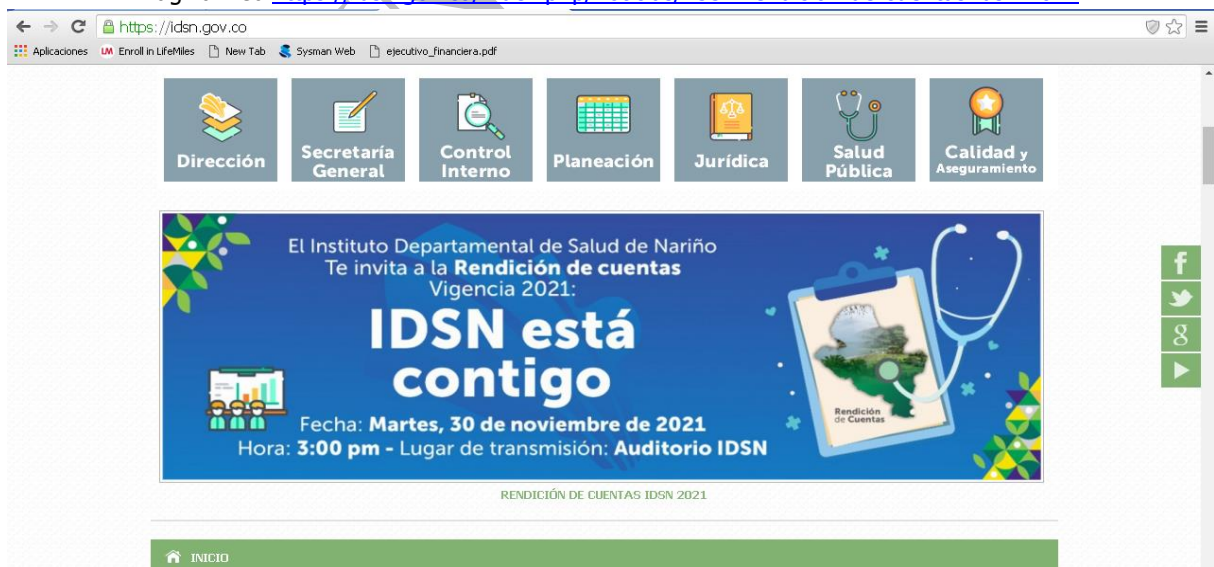 https://idsn.gov.co
Aplicaciones LM Enroll in LifeMiles New Tab Sysman Web ejecutivo_financiera.pdf
Dirección
Secretaría
General
Control
Interno
Planeación
Jurídica
Salud
Pública
Calidad y
Aseguramiento
El Instituto Departamental de Salud de Nariño
Te invita a la Rendición de cuentas
Vigencia 2021:
IDSN está
contigo
Fecha: Martes, 30 de noviembre de 2021
Hora: 3:00 pm - Lugar de transmisión: Auditorio IDSN
Rendición
de Cuentas
RENDICIÓN DE CUENTAS IDSN 2021
INICIO